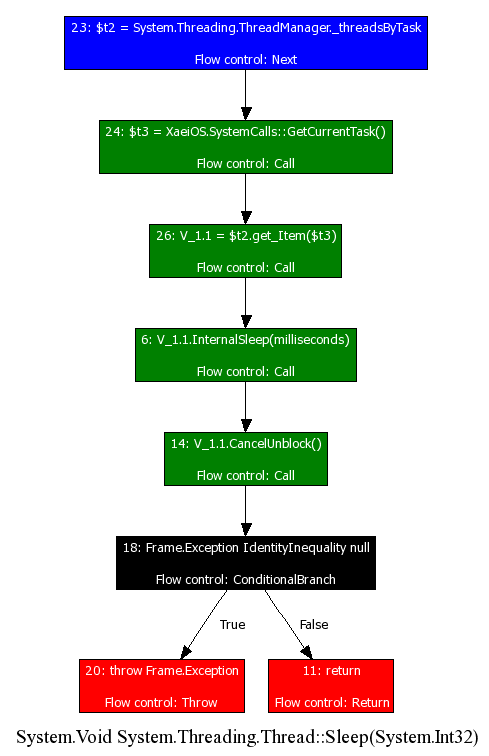 23: $t2 = System.Threading.ThreadManager._threadsByTask
Flow control: Next
24: $t3 = XaeiOS.SystemCalls::GetCurrentTask()
Flow control: Call
26: V_1.1 = $t2.get_Item($t3)
Flow control: Call
6: V_1.1.InternalSleep(milliseconds)
Flow control: Call
14: V_1.1.CancelUnblock()
Flow control: Call
18: Frame.Exception IdentityInequality null
Flow control: ConditionalBranch
True
False
20: throw Frame.Exception
Flow control: Throw
11: return
Flow control: Return
System.Void System.Threading.Thread::Sleep(System.Int32)